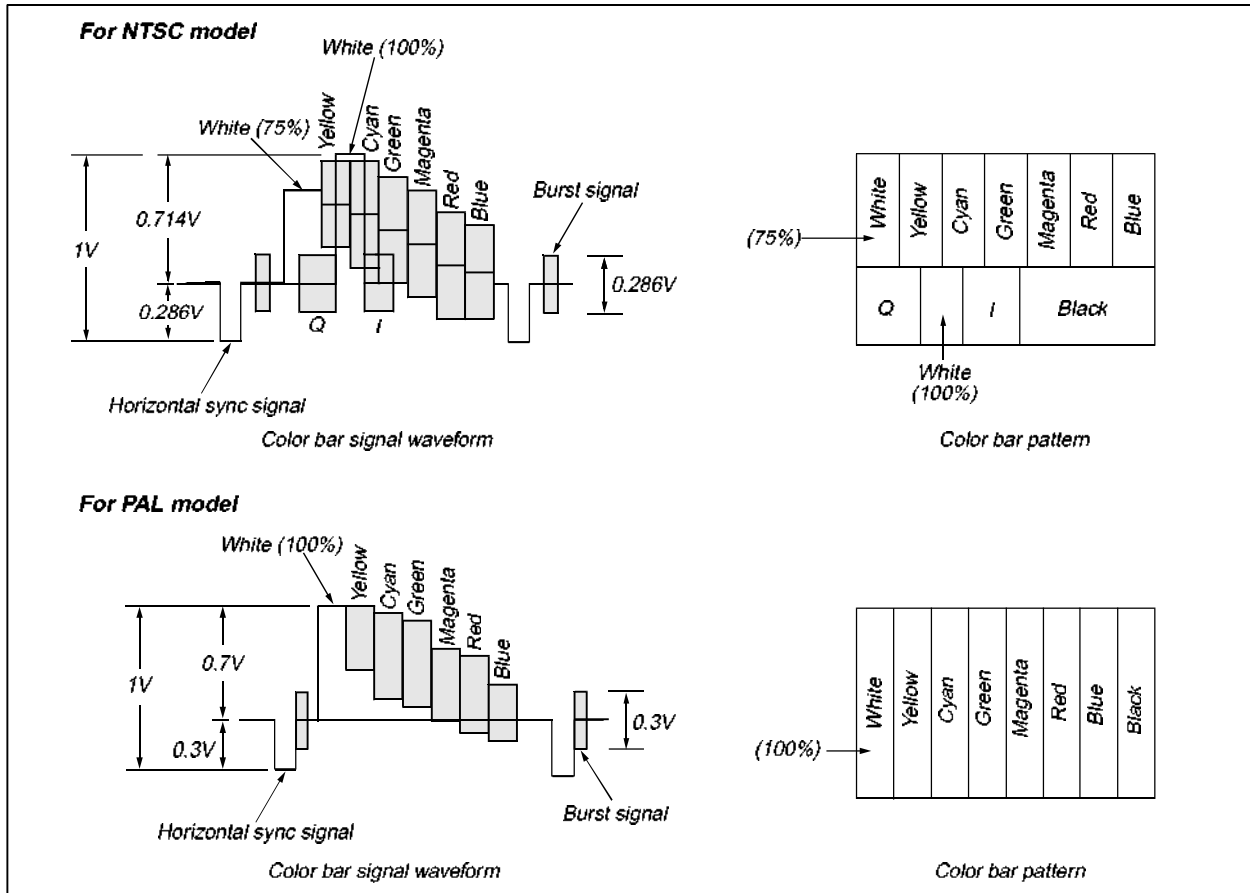 For NTSC model
White (100%)
White (75%)
Yellow
Cyan
Green
Magenta
Red
Blue
Burst signal
0.714V
1V
0.286V
0.286V
Q
I
Horizontal sync signal
Color bar signal waveform
White
Yellow
Cyan
Green
Magenta
Red
Blue
(75%)
Q
I
Black
White
(100%)
Color bar pattern
For PAL model
White (100%)
Yellow
Cyan
Green
Magenta
Red
Blue
0.7V
1V
0.3V
0.3V
Burst signal
Horizontal sync signal
Color bar signal waveform
White
Yellow
Cyan
Green
Magenta
Red
Blue
Black
(100%)
Color bar pattern